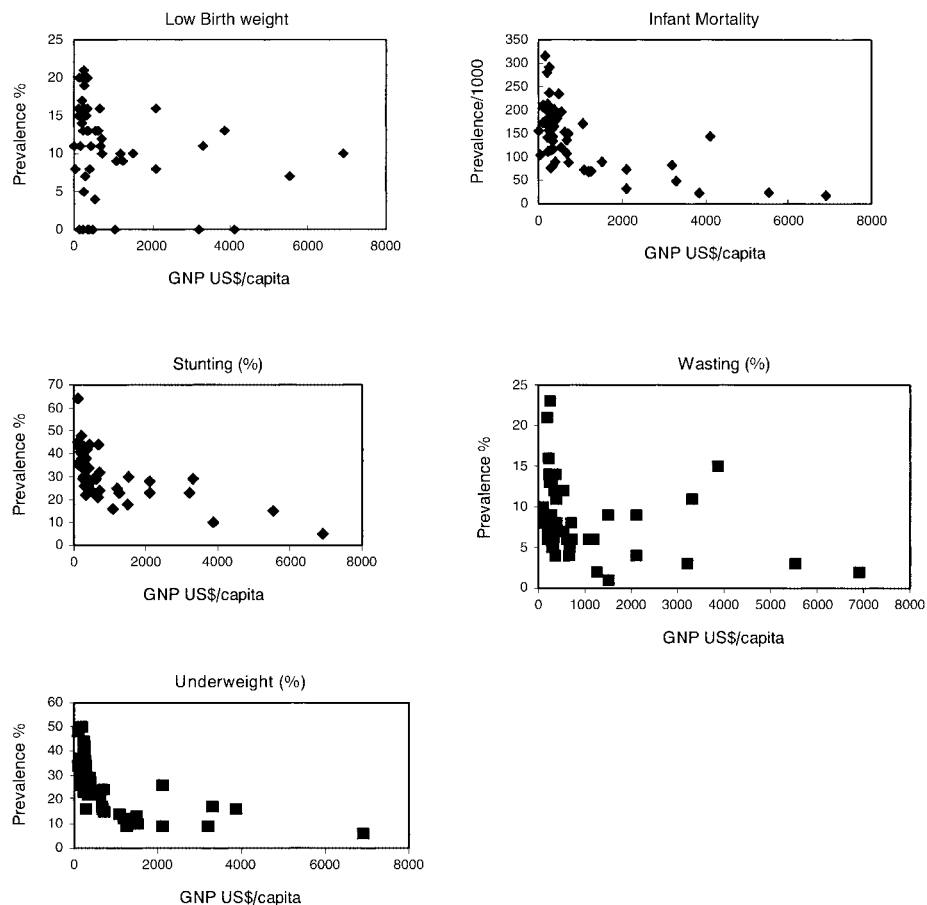 Low Birth weight
25
20
15
10
5
0
Prevalence %
0 2000 4000 6000 8000
GNP US$/capita
Infant Mortality
350
300
250
200
150
100
50
0
Prevalence/1000
0 2000 4000 6000 8000
GNP US$/capita
Stunting (%)
70
60
50
40
30
20
10
0
Prevalence %
0 2000 4000 6000 8000
GNP US$/capita
Wasting (%)
25
20
15
10
5
0
Prevalence %
0 1000 2000 3000 4000 5000 6000 7000 8000
GNP US$/capita
Underweight (%)
60
50
40
30
20
10
0
Prevalence %
0 2000 4000 6000 8000
GNP US$/capita